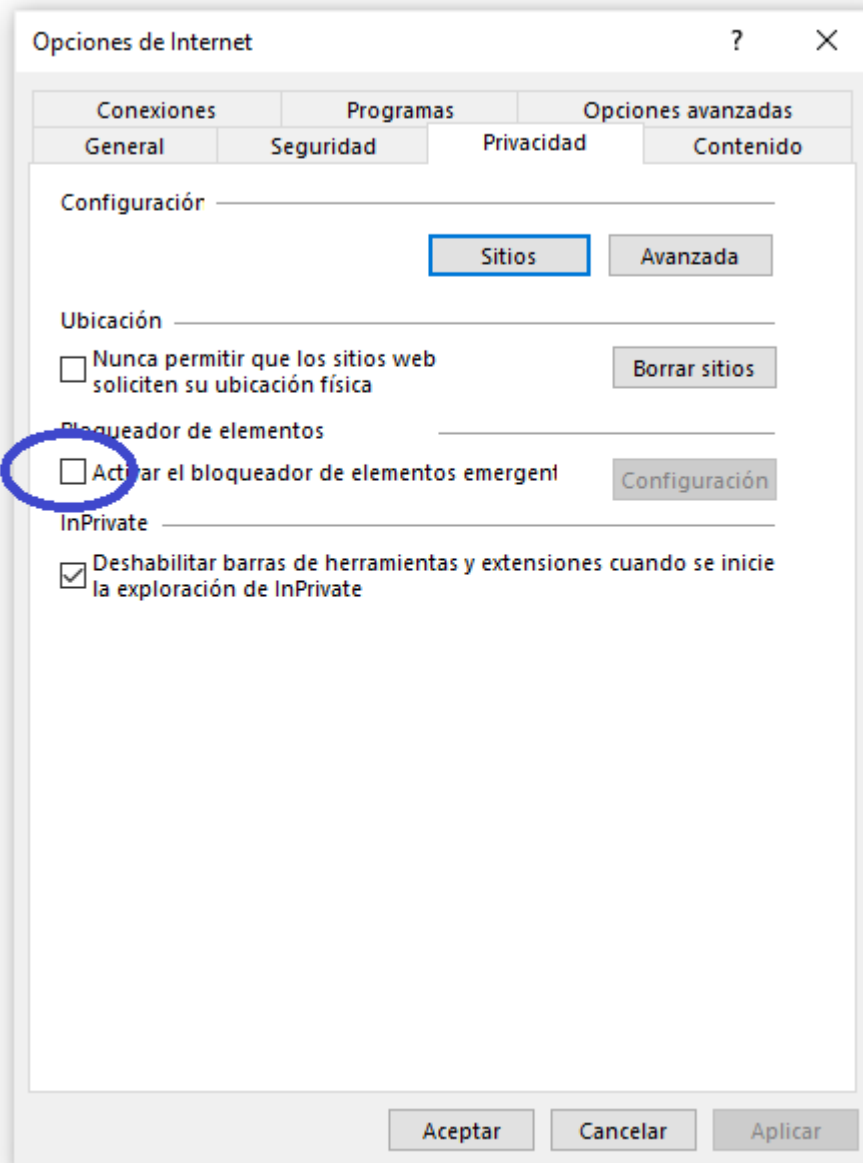 Opciones de Internet ?
Conexiones Programas Opciones avanzadas
General Seguridad Privacidad Contenido
Configuración
Sitios Avanzada
Ubicación
Nunca permitir que los sitios web
soliciten su ubicación física
Borrar sitios
Bloqueador de elementos
Activar el bloqueador de elementos emergent
Configuración
InPrivate
Deshabilitar barras de herramientas y extensiones cuando se inicie
la exploración de InPrivate
Aceptar Cancelar Aplicar